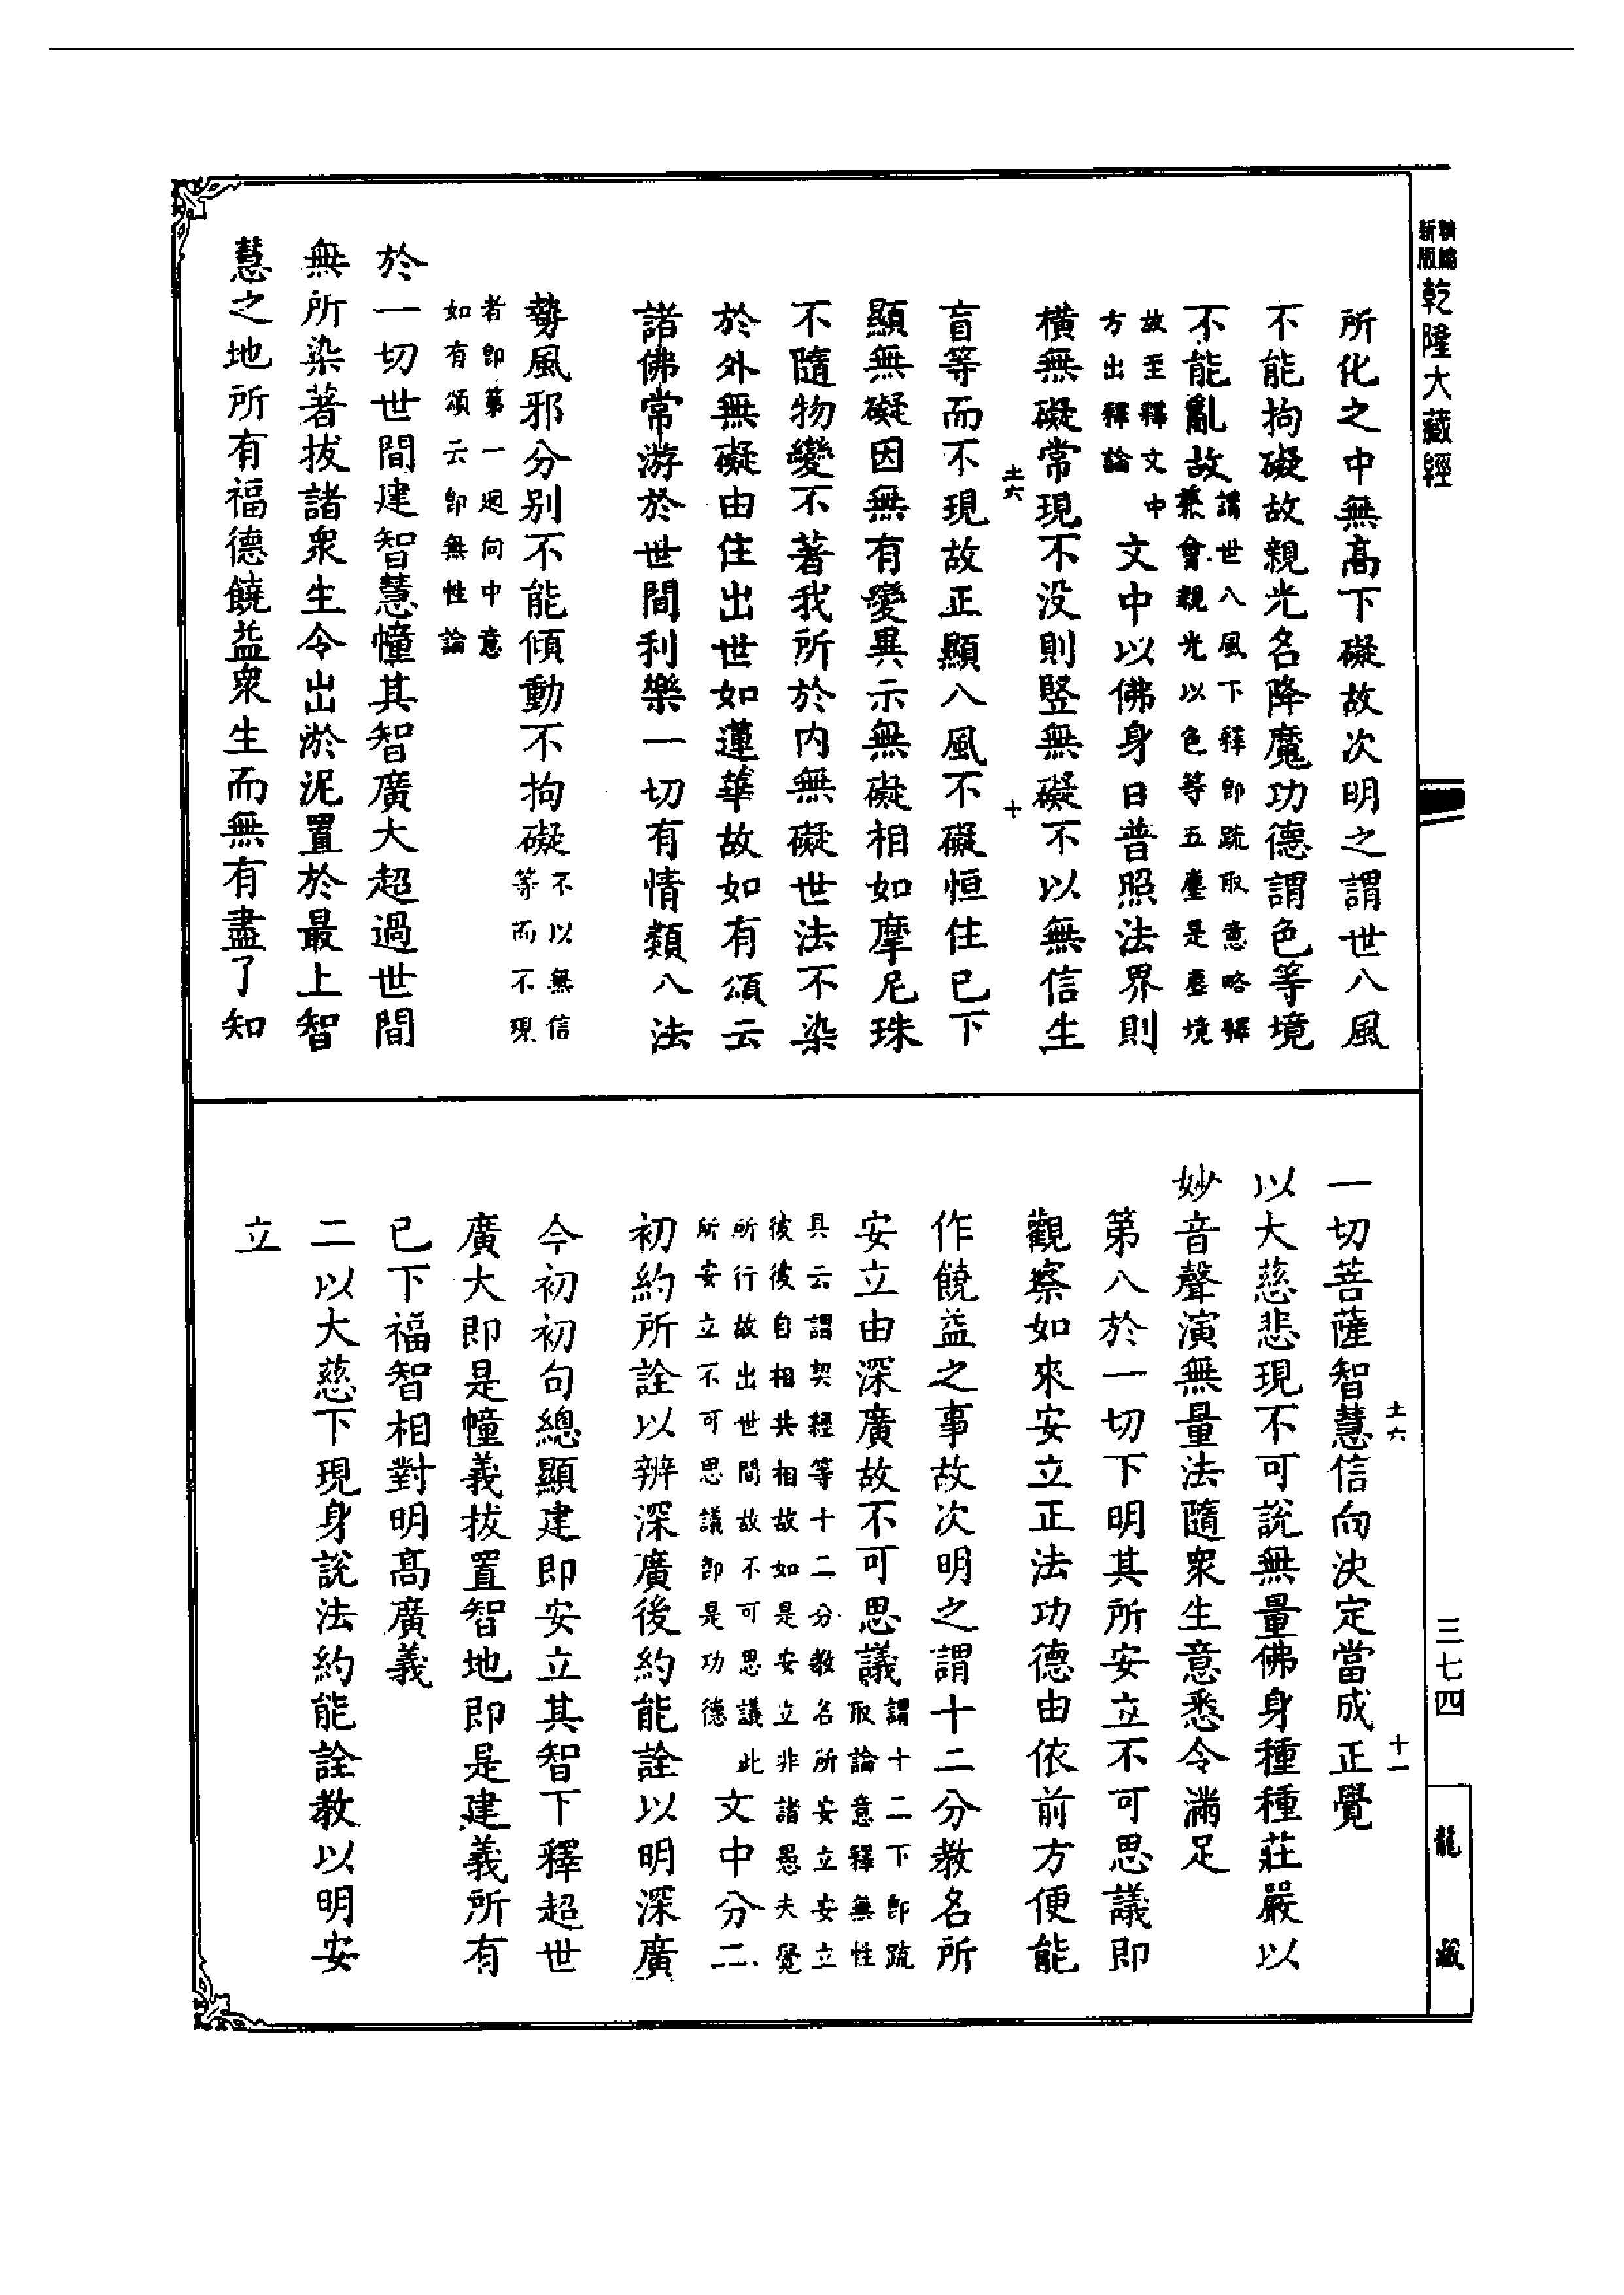 精縮
新版
乾隆大藏經
所化之中無高下礙故次明之謂世八風
不能拘礙故親光名降魔功德謂色等境
不能亂故
謂世八風下釋即疏取意略釋
兼會親光以色等五塵是塵境
故至釋文中
方出釋論
文中以佛身日普照法界則
橫無礙常現不没則竪無礙不以無信生
土六
十
盲等而不現故正顯八風不礙恒住已下
顯無礙因無有變異示無礙相如摩尼珠
不隨物變不著我所於内無礙世法不染
於外無礙由住出世如蓮華故如有頌云
諸佛常游於世間利樂一切有情類八法
勢風邪分别不能傾動不拘礙
不以無信
等而不現
者即第一迴向中意
如有頌云即無性論
於一切世間建智慧幢其智廣大超過世間
無所染著拔諸衆生令出淤泥置於最上智
慧之地所有福德饒益衆生而無有盡了知
三七四
龍藏
土六
十一
一切菩薩智慧信向決定當成正覺
以大慈悲現不可説無量佛身種種莊嚴以
妙音聲演無量法隨衆生意悉令滿足
第八於一切下明其所安立不可思議即
觀察如來安立正法功德由依前方便能
作饒益之事故次明之謂十二分教名所
安立由深廣故不可思議
謂十二下即疏
取論意釋無性
具云謂契經等十二分教名所安立安立
彼彼自相共相故如是安立非諸愚夫覺
所行故出世間故不可思議此
所安立不可思議即是功德
文中分二
初約所詮以辨深廣後約能詮以明深廣
今初初句總顯建即安立其智下釋超世
廣大即是幢義拔置智地即是建義所有
已下福智相對明高廣義
二以大慈下現身説法約能詮教以明安
立